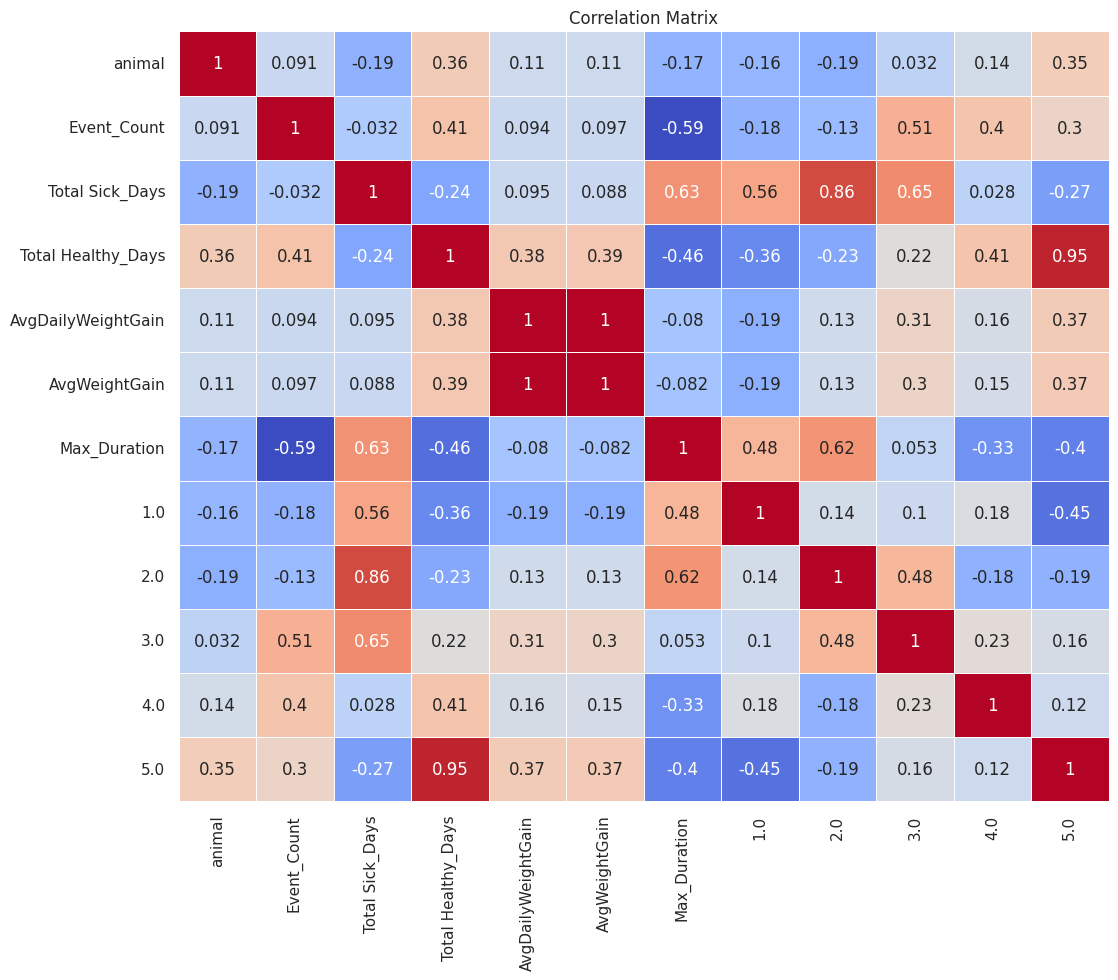 Correlation Matrix
animal 1 0.091 -0.19 0.36 0.11 0.11 -0.17 -0.16 -0.19 0.032 0.14 0.35
Event_Count 0.091 1 -0.032 0.41 0.094 0.097 -0.59 -0.18 -0.13 0.51 0.4 0.3
Total Sick_Days -0.19 -0.032 1 -0.24 0.095 0.088 0.63 0.56 0.86 0.65 0.028 -0.27
Total Healthy_Days 0.36 0.41 -0.24 1 0.38 0.39 -0.46 -0.36 -0.23 0.22 0.41 0.95
AvgDailyWeightGain 0.11 0.094 0.095 0.38 1 1 -0.08 -0.19 0.13 0.31 0.16 0.37
AvgWeightGain 0.11 0.097 0.088 0.39 1 1 -0.082 -0.19 0.13 0.3 0.15 0.37
Max_Duration -0.17 -0.59 0.63 -0.46 -0.08 -0.082 1 0.48 0.62 0.053 -0.33 -0.4
1.0 -0.16 -0.18 0.56 -0.36 -0.19 -0.19 0.48 1 0.14 0.1 0.18 -0.45
2.0 -0.19 -0.13 0.86 -0.23 0.13 0.13 0.62 0.14 1 0.48 -0.18 -0.19
3.0 0.032 0.51 0.65 0.22 0.31 0.3 0.053 0.1 0.48 1 0.23 0.16
4.0 0.14 0.4 0.028 0.41 0.16 0.15 -0.33 0.18 -0.18 0.23 1 0.12
5.0 0.35 0.3 -0.27 0.95 0.37 0.37 -0.4 -0.45 -0.19 0.16 0.12 1
animal
Event_Count
Total Sick_Days
Total Healthy_Days
AvgDailyWeightGain
AvgWeightGain
Max_Duration
1.0
2.0
3.0
4.0
5.0